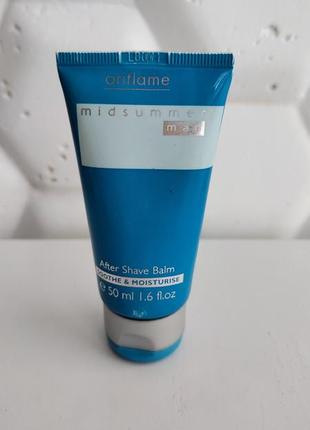 oriflame
midsummer
man
After Shave Balm
SOOTHE & MOISTURISE
e 50 ml 1.6 fl.oz